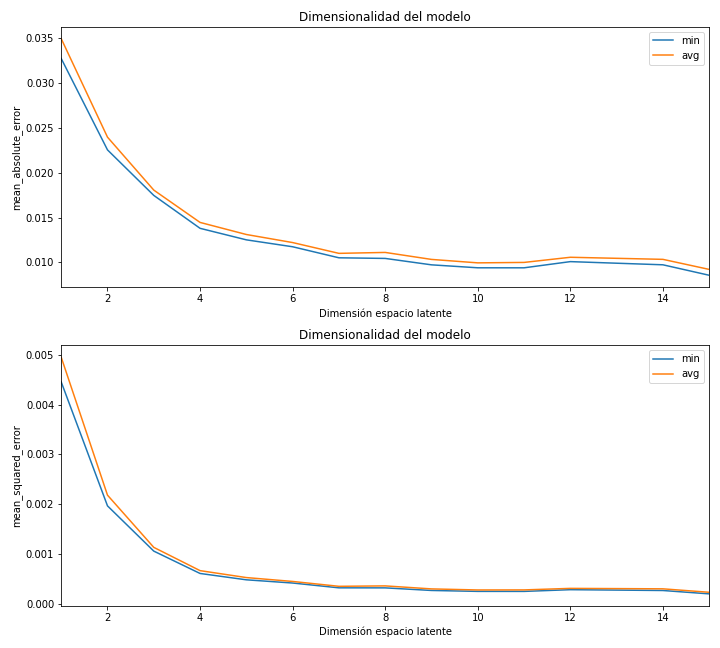 Dimensionalidad del modelo
min
avg
0.035
0.030
0.025
0.020
0.015
0.010
mean_absolute_error
2 4 6 8 10 12 14
Dimensión espacio latente
Dimensionalidad del modelo
min
avg
0.005
0.004
0.003
0.002
0.001
0.000
mean_squared_error
2 4 6 8 10 12 14
Dimensión espacio latente